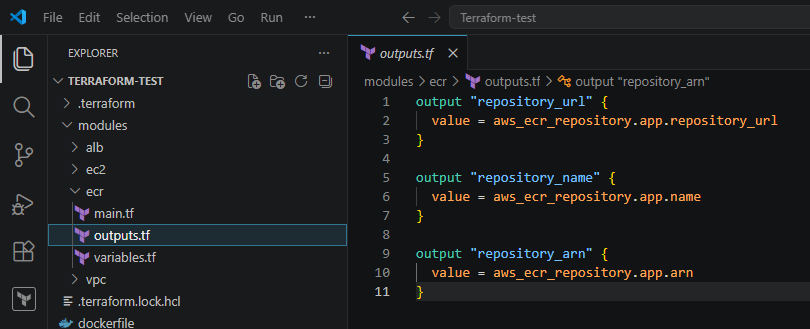 File Edit Selection View Go Run ··· Terraform-test
EXPLORER ···
TERRAFORM-TEST
.terraform
modules
alb
ec2
ecr
main.tf
outputs.tf
variables.tf
vpc
.terraform.lock.hcl
dockerfile
outputs.tf
modules > ecr > outputs.tf > output "repository_arn"
1 output "repository_url" {
2 value = aws_ecr_repository.app.repository_url
3 }
4
5 output "repository_name" {
6 value = aws_ecr_repository.app.name
7 }
8
9 output "repository_arn" {
10 value = aws_ecr_repository.app.arn
11 }